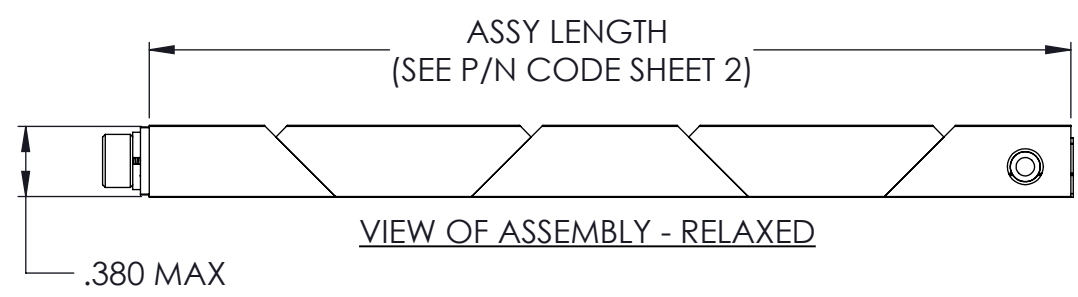 ASSY LENGTH
(SEE P/N CODE SHEET 2)
VIEW OF ASSEMBLY - RELAXED
.380 MAX